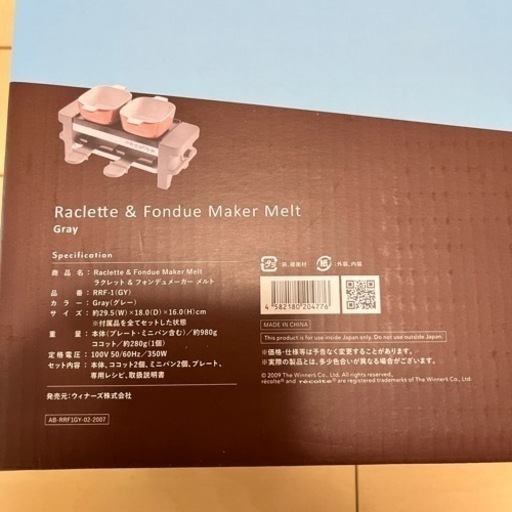 Raclette & Fondue Maker Melt
Gray
Specification
商品名: Raclette & Fondue Maker Melt
ラクレット & フォンデュメーカー メルト
品番: RRF-1(GY)
カラー: Gray(グレー)
サイズ: 約29.5(W)×18.0(D)×16.0(H)cm
※付属品を全てセットした状態
重量: 本体(プレート・ミニパン含む)/約980g
ココット/約280g(1個)
定格電圧: 100V 50/60Hz/350W
セット内容: 本体、ココット2個、ミニパン2個、プレート、
専用レシピ、取扱説明書
発売元: ウィナーズ株式会社
AB-RRF1GY-02-2007
プラ
:袋、緩衝材
紙
:外装、内箱
4 582180 204776
MADE IN CHINA
This product is for use inside Japan only. Do not use outside Japan.
※価格・仕様等は予告なく変更することがあります。
※実際の商品とは、多少色合いが異なる場合がございます。
© 2009 The Winners Co., Ltd. All rights reserved.
récolte® and récolte® are registered trademarks of The Winners Co., Ltd.